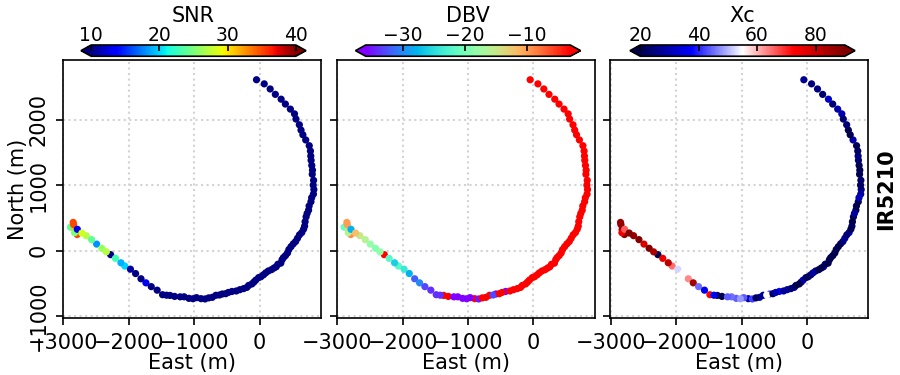 SNR DBV Xc
10 20 30 40 −30 −20 −10 20 40 60 80
North (m)
2000
1000
0
−1000
IR5210
−3000 −2000 −1000 0 −3000 −2000 −1000 0 −3000 −2000 −1000 0
East (m) East (m) East (m)